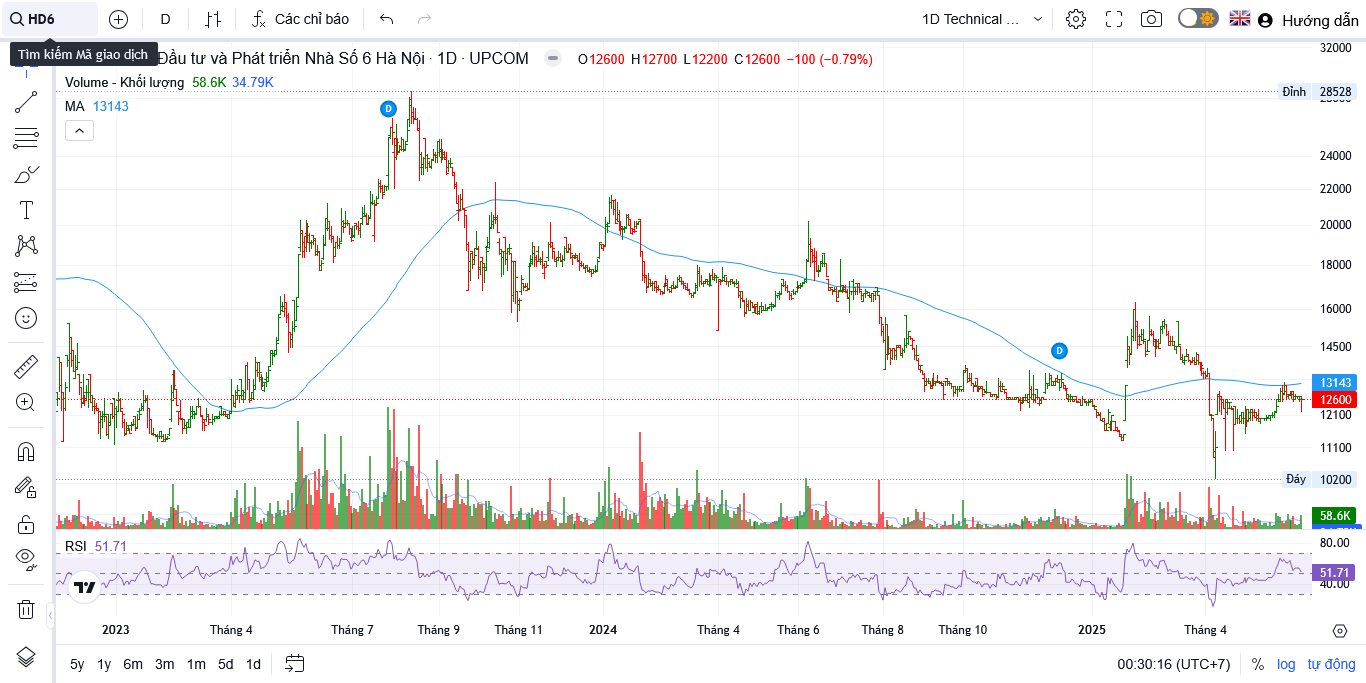 HD6
D
Các chỉ báo
1D Technical ...
Hướng dẫn
Tìm kiếm Mã giao dịch
Đầu tư và Phát triển Nhà Số 6 Hà Nội · 1D · UPCOM
O12600 H12700 L12200 C12600 −100 (−0.79%)
Volume - Khối lượng 58.6K 34.79K
MA 13143
D
D
32000
Đỉnh 28528
24000
22000
20000
18000
16000
14500
13143
12600
12100
11100
Đáy 10200
58.6K
RSI 51.71
80.00
51.71
40.00
2023 Tháng 4 Tháng 7 Tháng 9 Tháng 11 2024 Tháng 4 Tháng 6 Tháng 8 Tháng 10 2025 Tháng 4
5y 1y 6m 3m 1m 5d 1d
00:30:16 (UTC+7) % log tự động